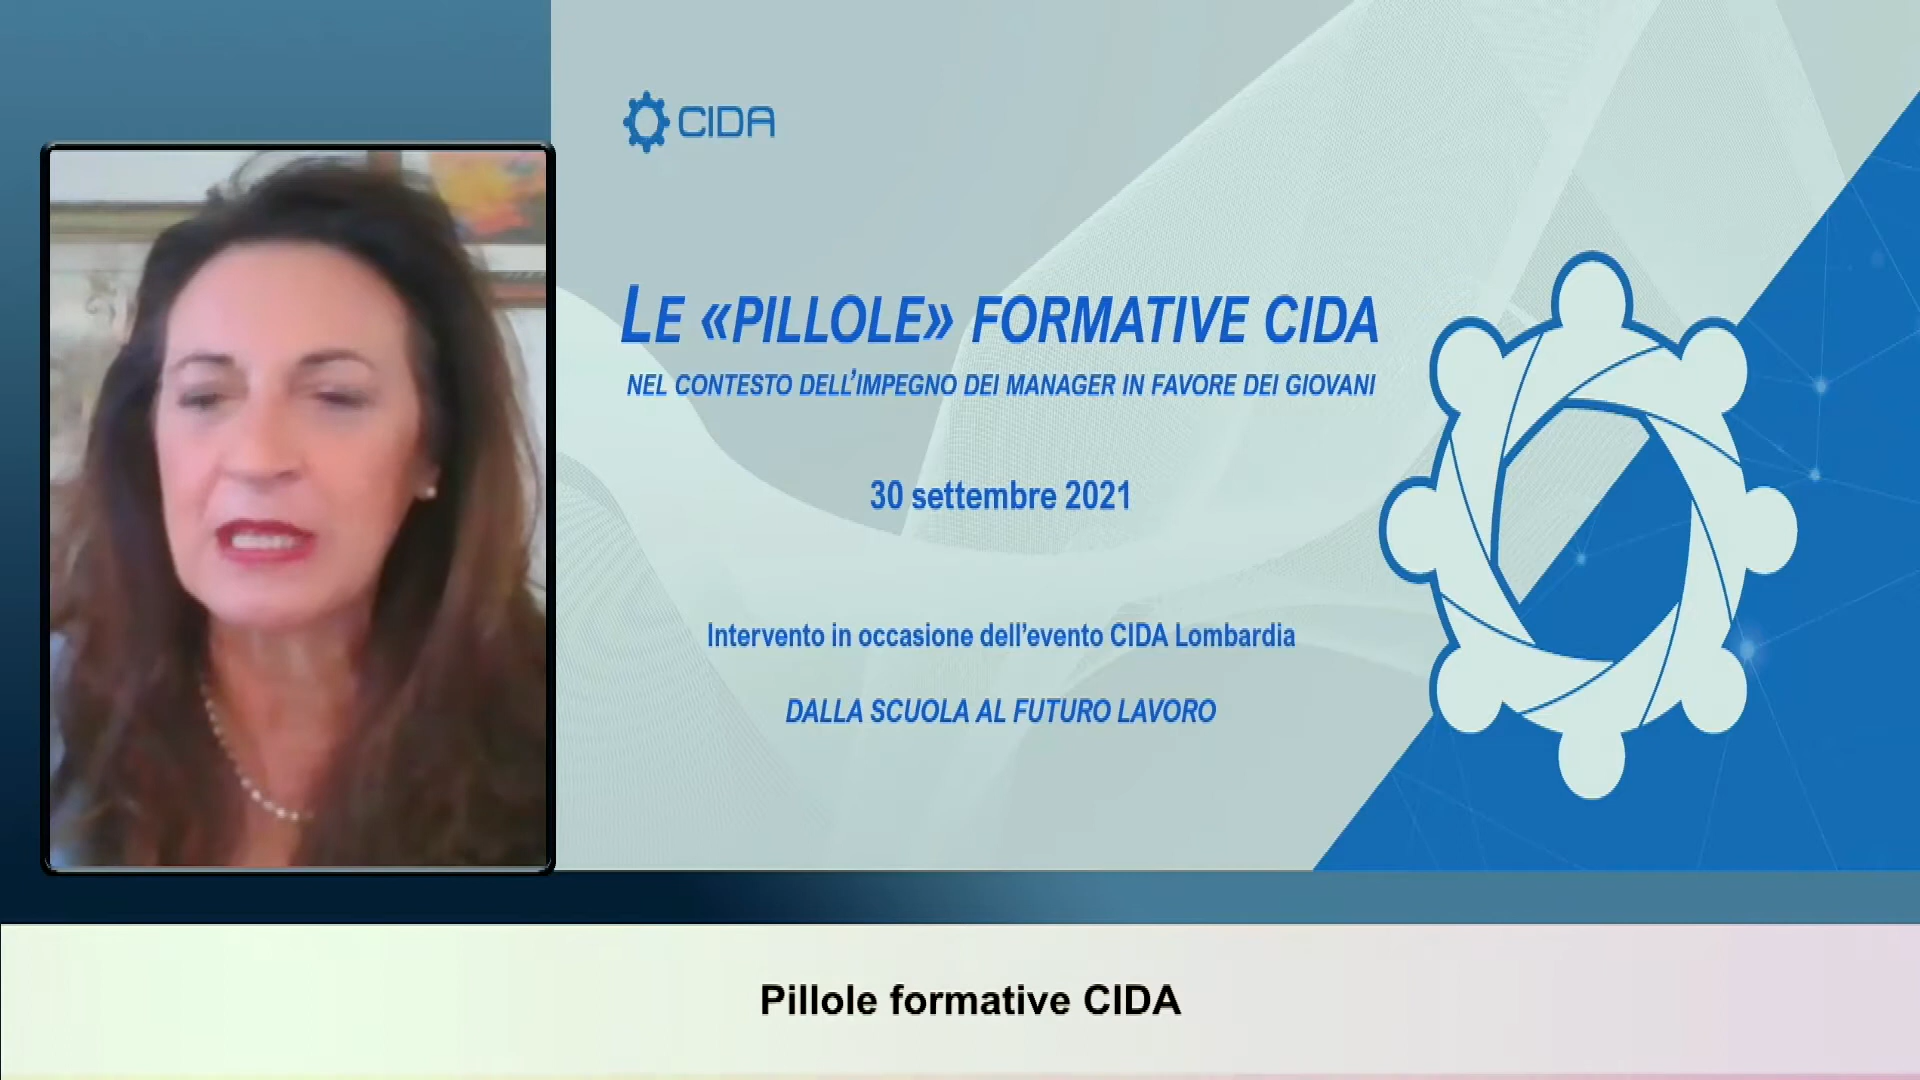 CIDA
LE «PILLOLE» FORMATIVE CIDA
NEL CONTESTO DELL'IMPEGNO DEI MANAGER IN FAVORE DEI GIOVANI
30 settembre 2021
Intervento in occasione dell'evento CIDA Lombardia
DALLA SCUOLA AL FUTURO LAVORO
Pillole formative CIDA